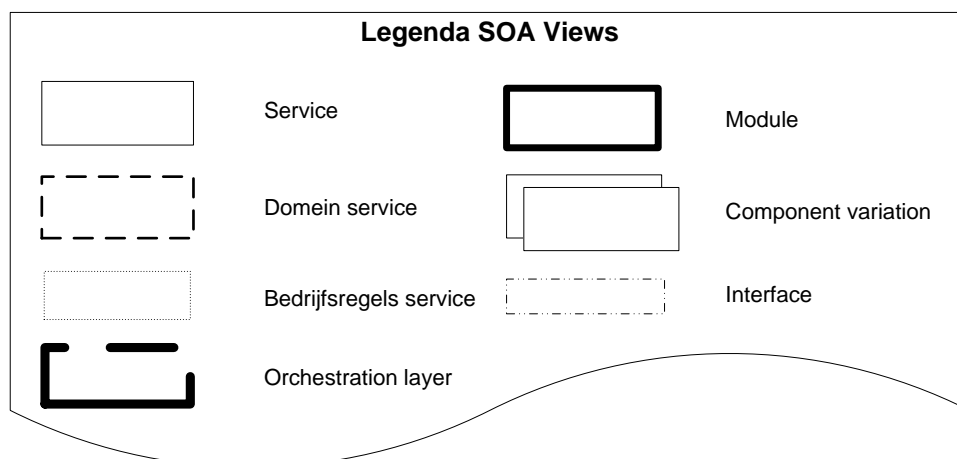 Legenda SOA Views
Service
Module
Domein service
Component variation
Bedrijfsregels service
Interface
Orchestration layer